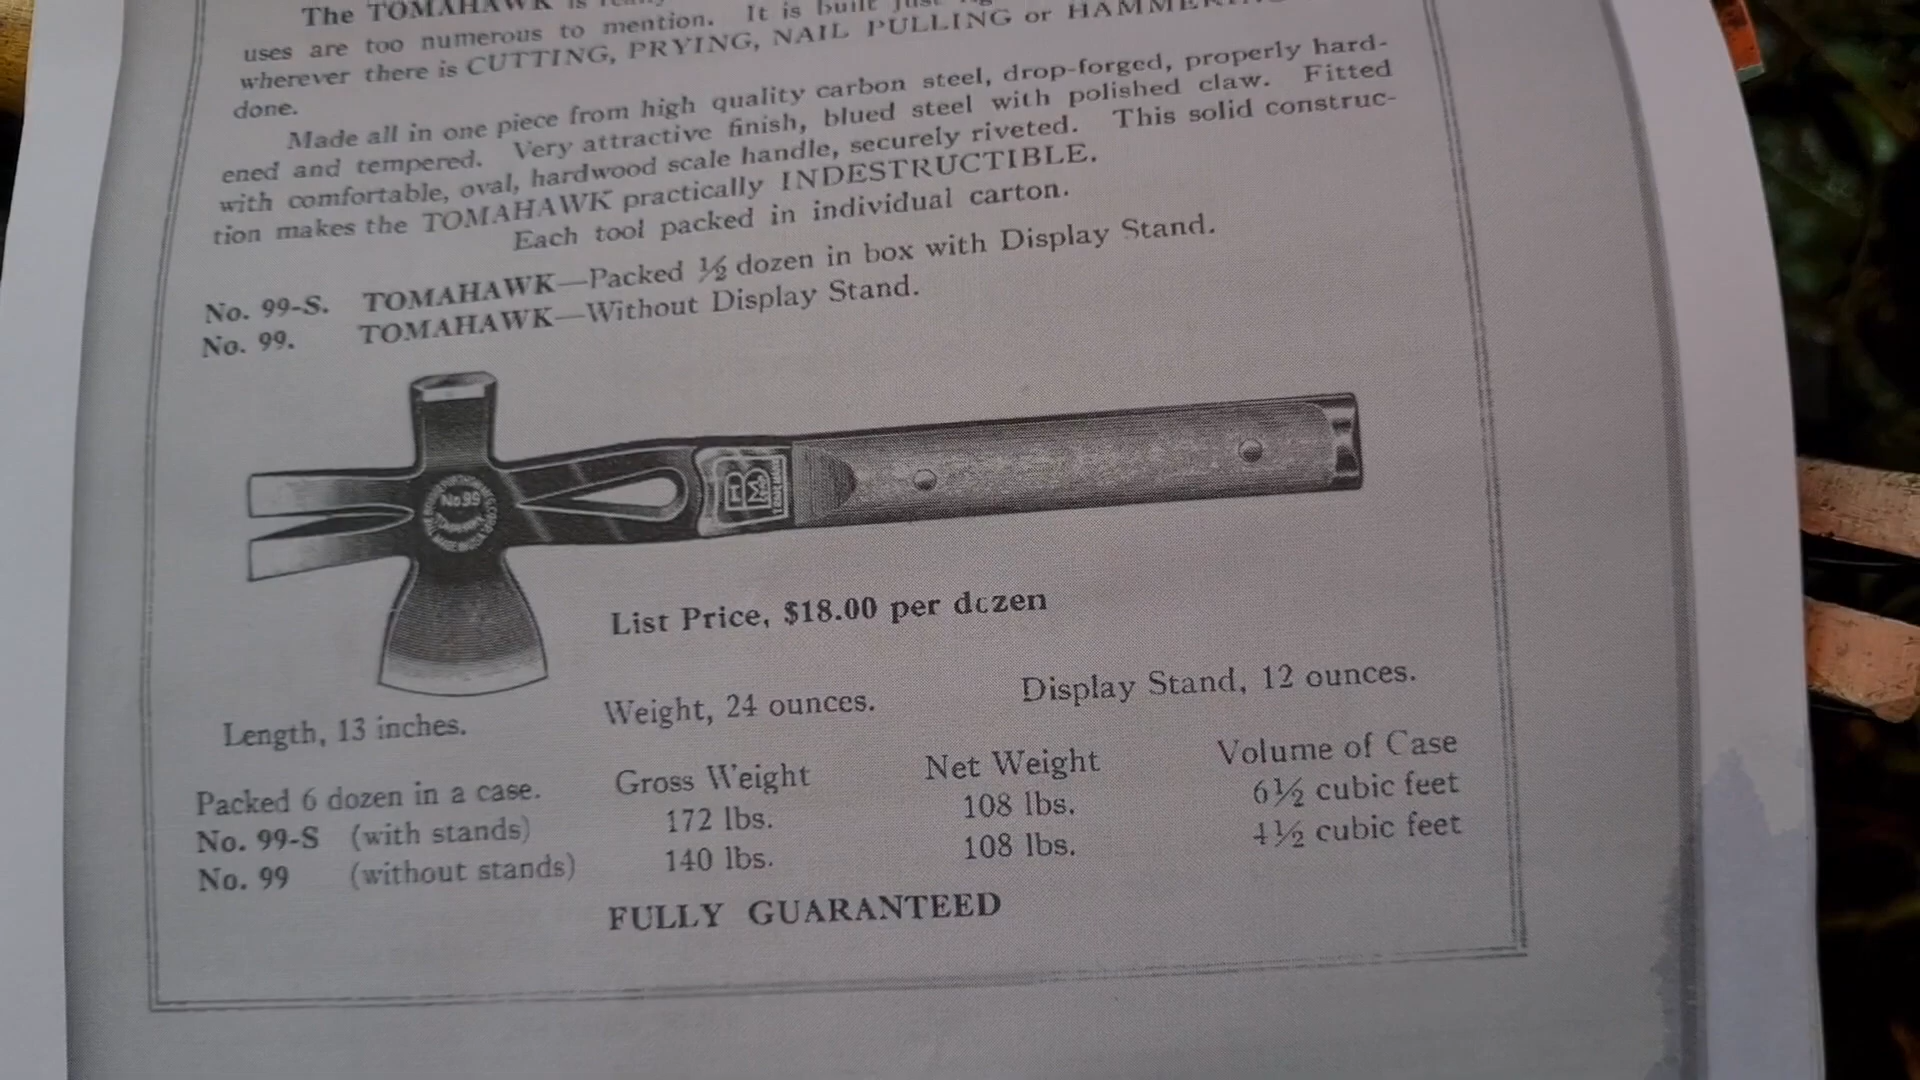 The TOMAHAWK is
uses are too numerous to mention. It is built just
wherever there is CUTTING, PRYING, NAIL PULLING or
done.
Made all in one piece from high quality carbon steel, drop-forged, properly hard-
ened and tempered. Very attractive finish, blued steel with polished claw. Fitted
with comfortable, oval, hardwood scale handle, securely riveted. This solid construc-
tion makes the TOMAHAWK practically INDESTRUCTIBLE.
Each tool packed in individual carton.
No. 99-S. TOMAHAWK—Packed ½ dozen in box with Display Stand.
No. 99. TOMAHAWK—Without Display Stand.
No 99
List Price, $18.00 per dozen
Length, 13 inches. Weight, 24 ounces. Display Stand, 12 ounces.
Packed 6 dozen in a case. Gross Weight Net Weight Volume of Case
No. 99-S (with stands) 172 lbs. 108 lbs. 6½ cubic feet
No. 99 (without stands) 140 lbs. 108 lbs. 4½ cubic feet
FULLY GUARANTEED